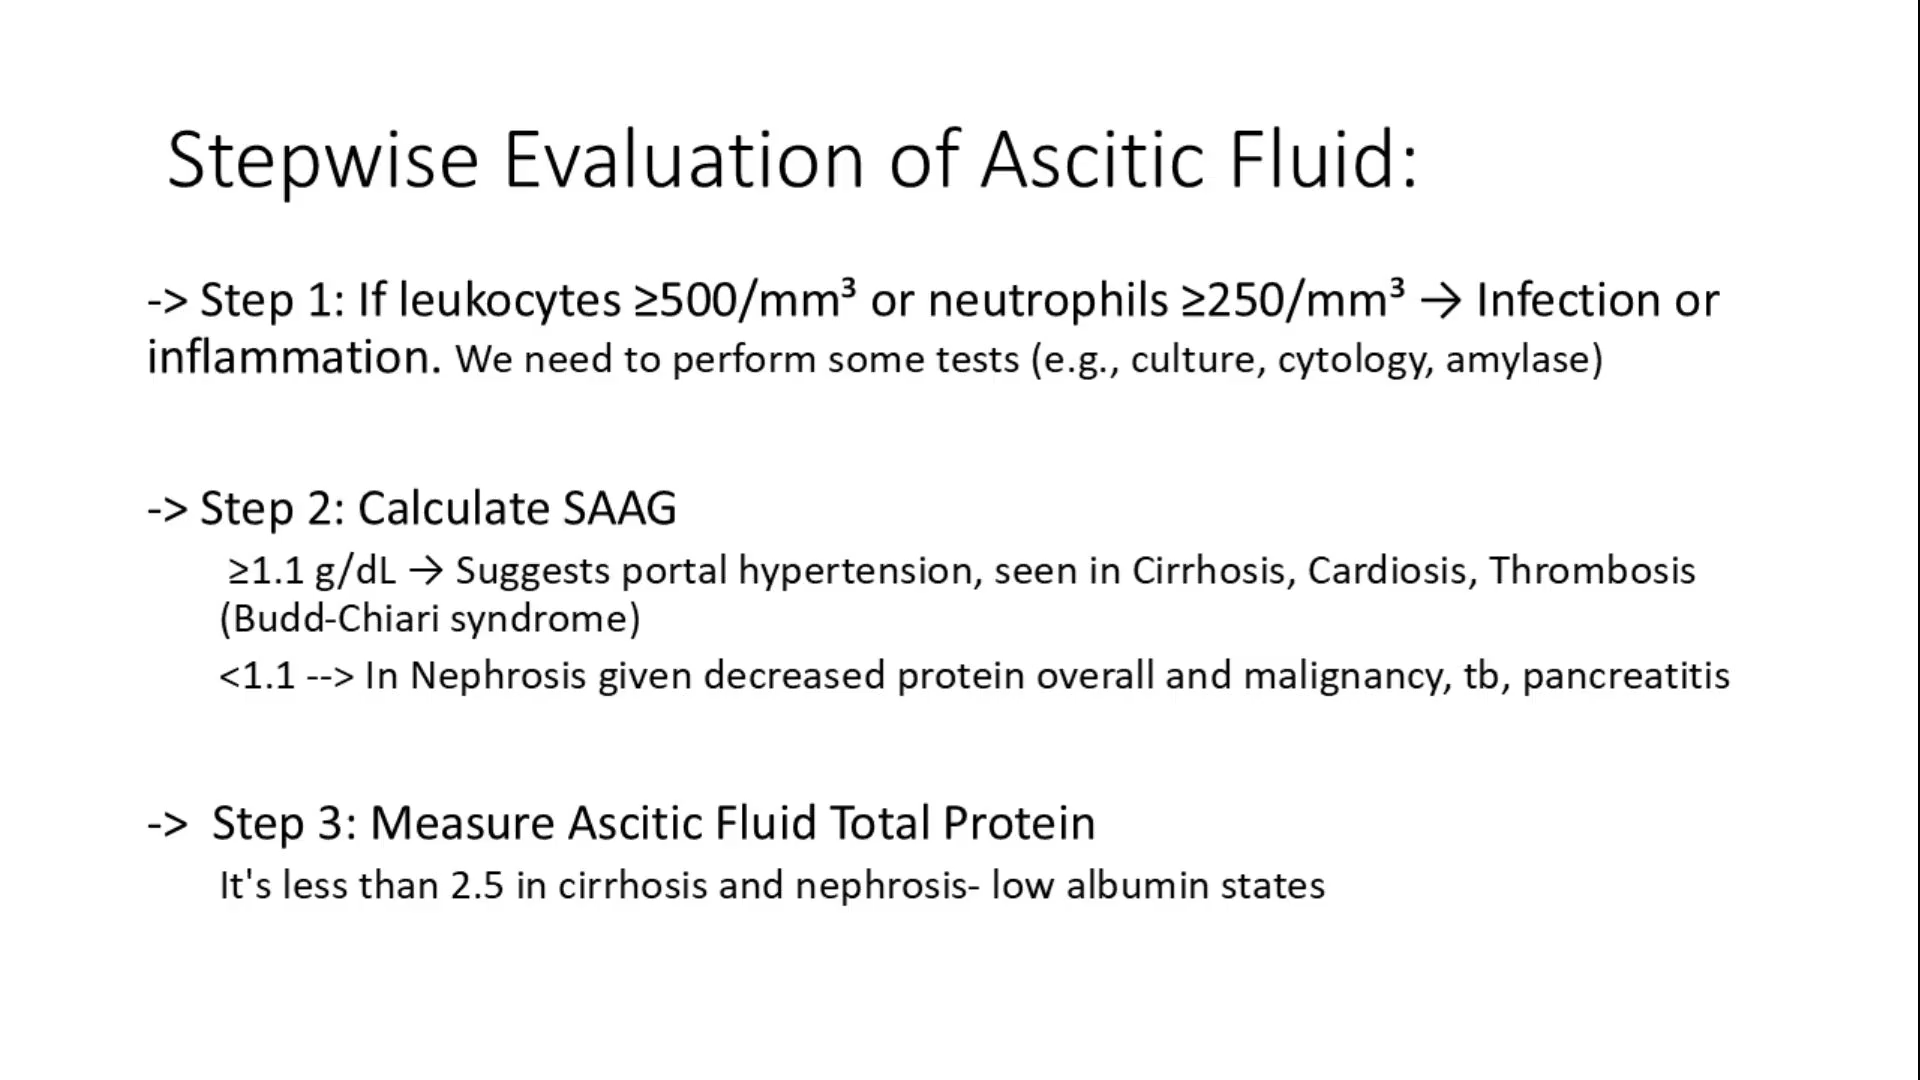 Stepwise Evaluation of Ascitic Fluid:
-> Step 1: If leukocytes ≥500/mm³ or neutrophils ≥250/mm³ → Infection or
inflammation. We need to perform some tests (e.g., culture, cytology, amylase)
-> Step 2: Calculate SAAG
≥1.1 g/dL → Suggests portal hypertension, seen in Cirrhosis, Cardiosis, Thrombosis
(Budd-Chiari syndrome)
<1.1 --> In Nephrosis given decreased protein overall and malignancy, tb, pancreatitis
-> Step 3: Measure Ascitic Fluid Total Protein
It's less than 2.5 in cirrhosis and nephrosis- low albumin states